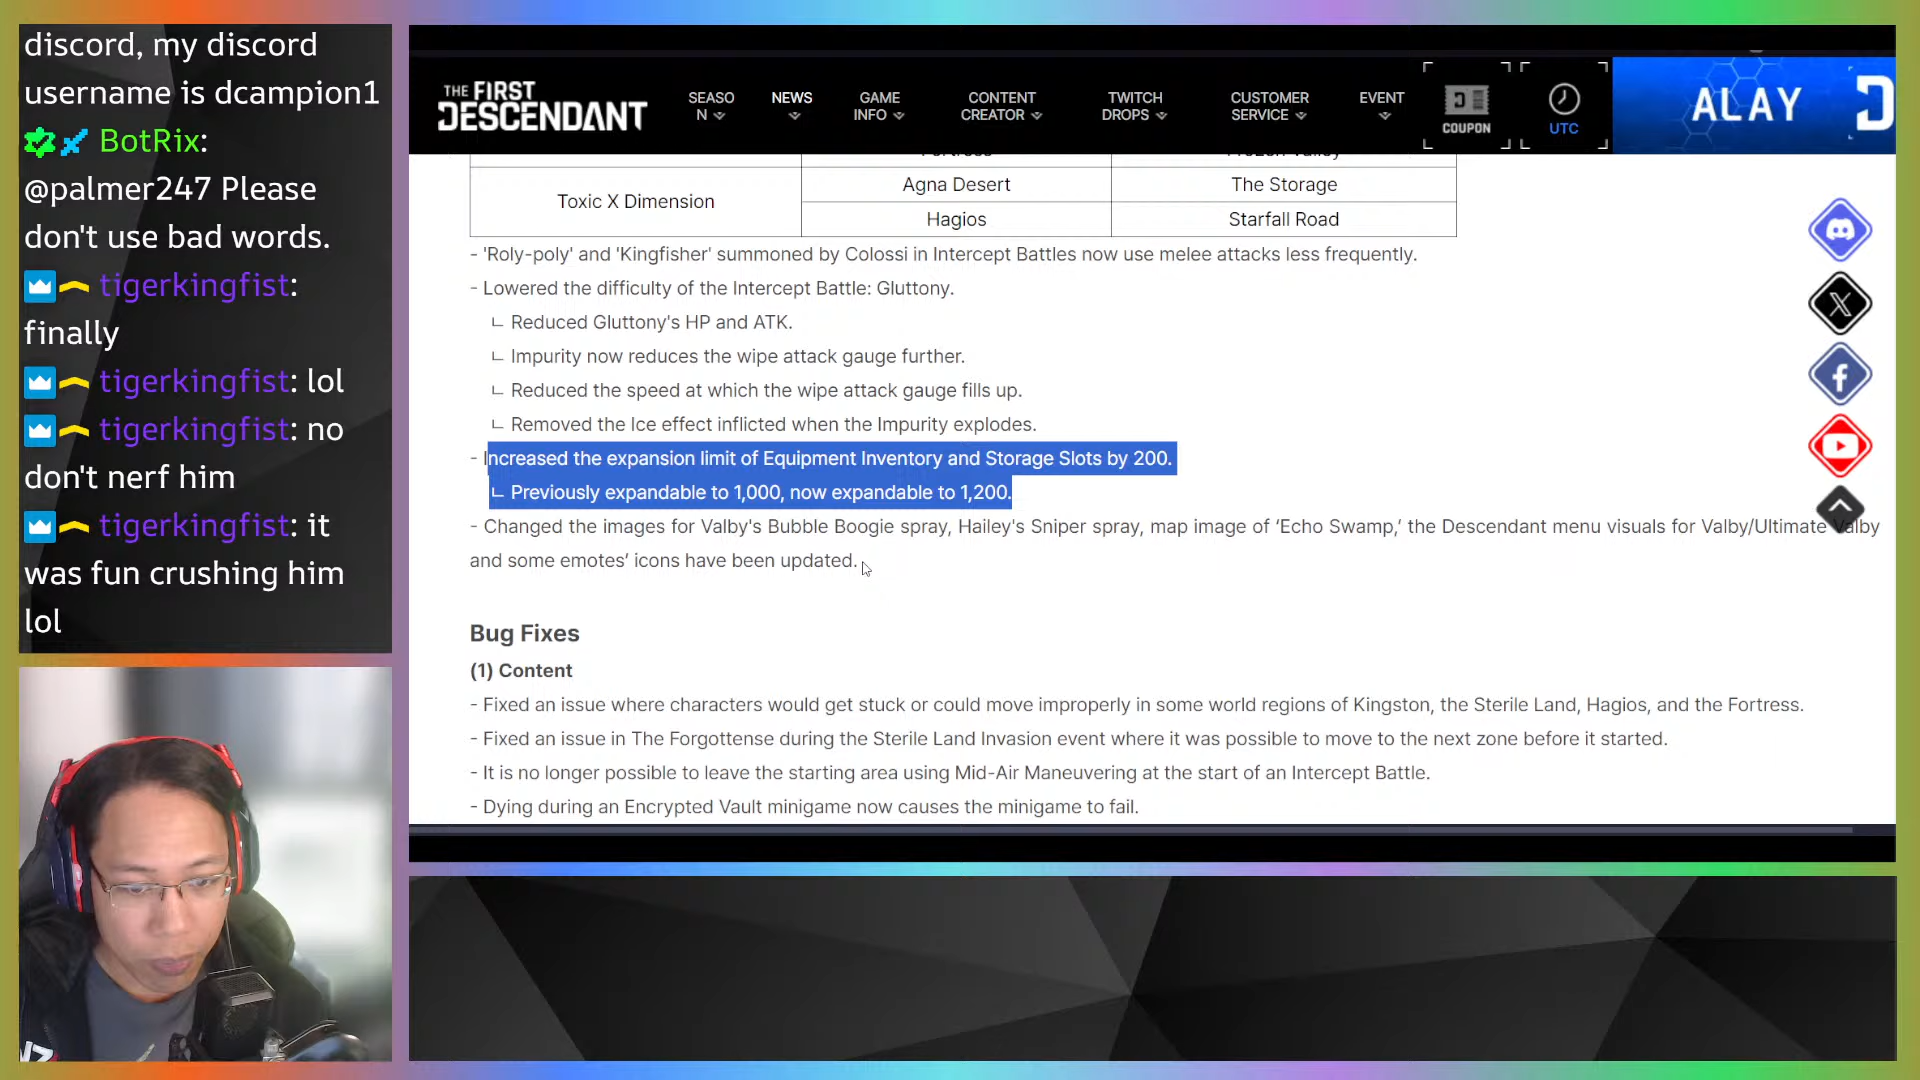 discord, my discord
username is dcampion1
BotRix:
@palmer247 Please
don't use bad words.
tigerkingfist:
finally
tigerkingfist: lol
tigerkingfist: no
don't nerf him
tigerkingfist: it
was fun crushing him
lol
THE FIRST
DESCENDANT
SEASO
N
NEWS
GAME
INFO
CONTENT
CREATOR
TWITCH
DROPS
CUSTOMER
SERVICE
EVENT
COUPON
UTC
ALAY
Fortress
Frozen Valley
Toxic X Dimension
Agna Desert
The Storage
Hagios
Starfall Road
- 'Roly-poly' and 'Kingfisher' summoned by Colossi in Intercept Battles now use melee attacks less frequently.
- Lowered the difficulty of the Intercept Battle: Gluttony.
ㄴ Reduced Gluttony's HP and ATK.
ㄴ Impurity now reduces the wipe attack gauge further.
ㄴ Reduced the speed at which the wipe attack gauge fills up.
ㄴ Removed the Ice effect inflicted when the Impurity explodes.
- Increased the expansion limit of Equipment Inventory and Storage Slots by 200.
ㄴ Previously expandable to 1,000, now expandable to 1,200.
- Changed the images for Valby's Bubble Boogie spray, Hailey's Sniper spray, map image of ‘Echo Swamp,’ the Descendant menu visuals for Valby/Ultimate Valby
and some emotes’ icons have been updated.
Bug Fixes
(1) Content
- Fixed an issue where characters would get stuck or could move improperly in some world regions of Kingston, the Sterile Land, Hagios, and the Fortress.
- Fixed an issue in The Forgottense during the Sterile Land Invasion event where it was possible to move to the next zone before it started.
- It is no longer possible to leave the starting area using Mid-Air Maneuvering at the start of an Intercept Battle.
- Dying during an Encrypted Vault minigame now causes the minigame to fail.